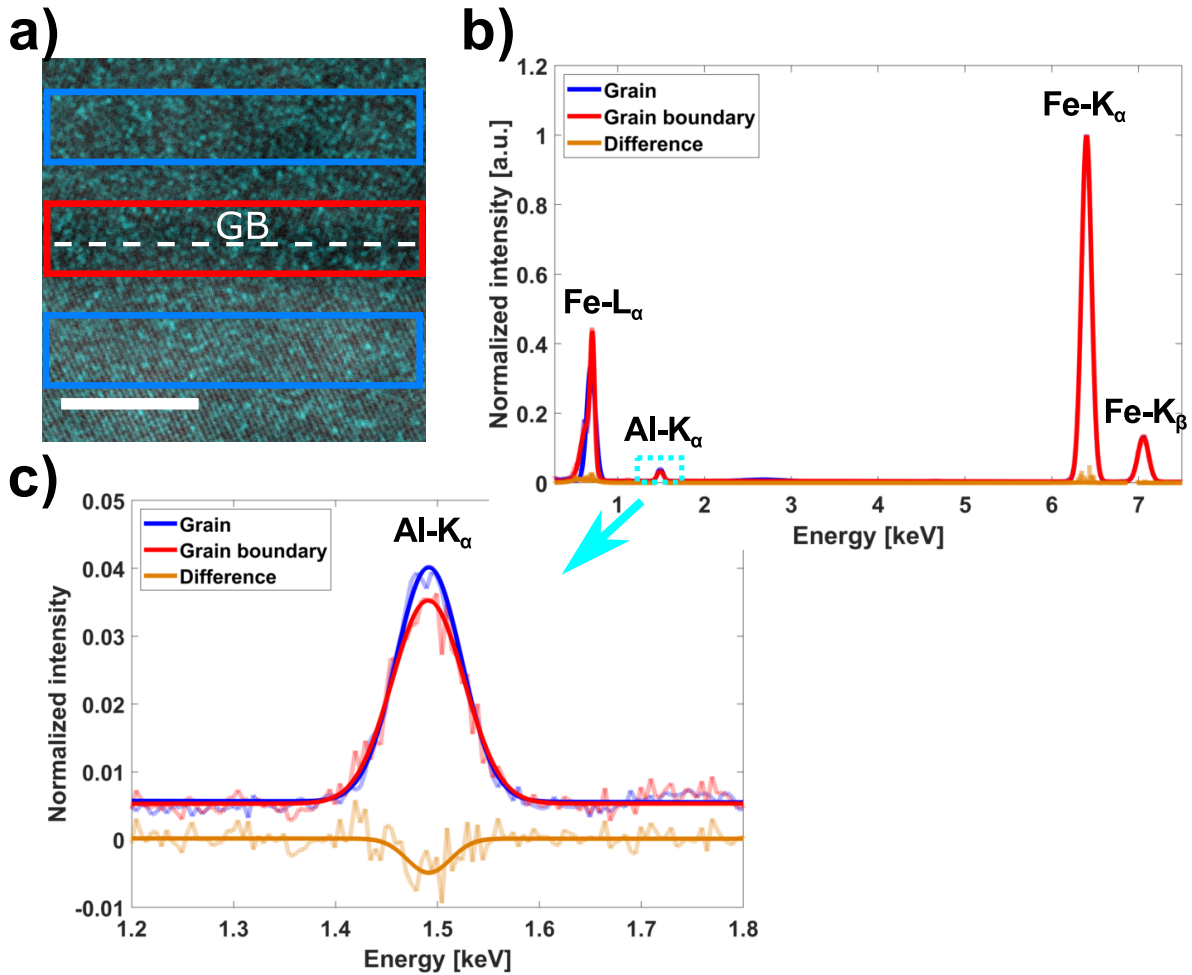 a)
GB
b)
Normalized intensity [a.u.]
1.2
1
0.8
0.6
0.4
0.2
0
Grain
Grain boundary
Difference
Fe-Lα
Al-Kα
Fe-Kα
Fe-Kβ
1 2 3 4 5 6 7
Energy [keV]
c)
Normalized intensity
0.05
0.04
0.03
0.02
0.01
0
-0.01
Grain
Grain boundary
Difference
Al-Kα
1.2 1.3 1.4 1.5 1.6 1.7 1.8
Energy [keV]